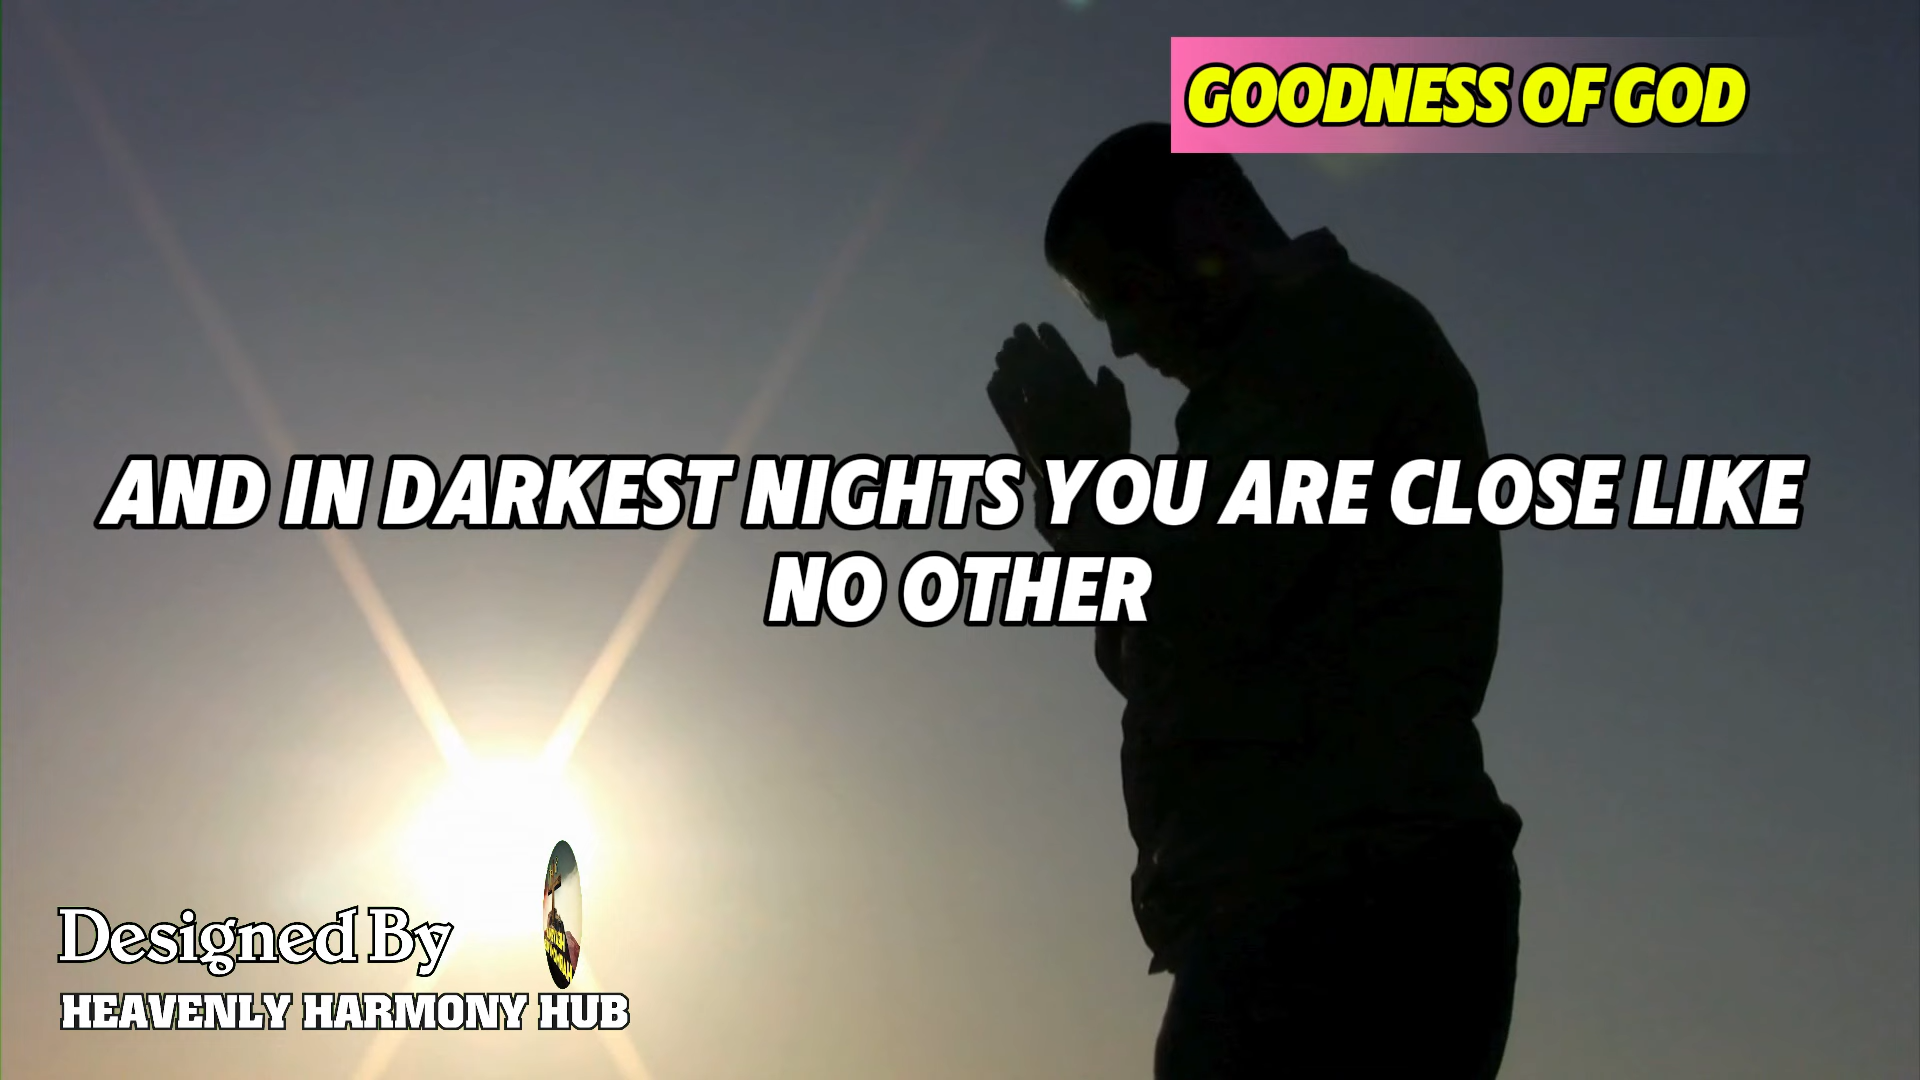 GOODNESS OF GOD
AND IN DARKEST NIGHTS YOU ARE CLOSE LIKE
NO OTHER
Designed By
HEAVENLY HARMONY HUB